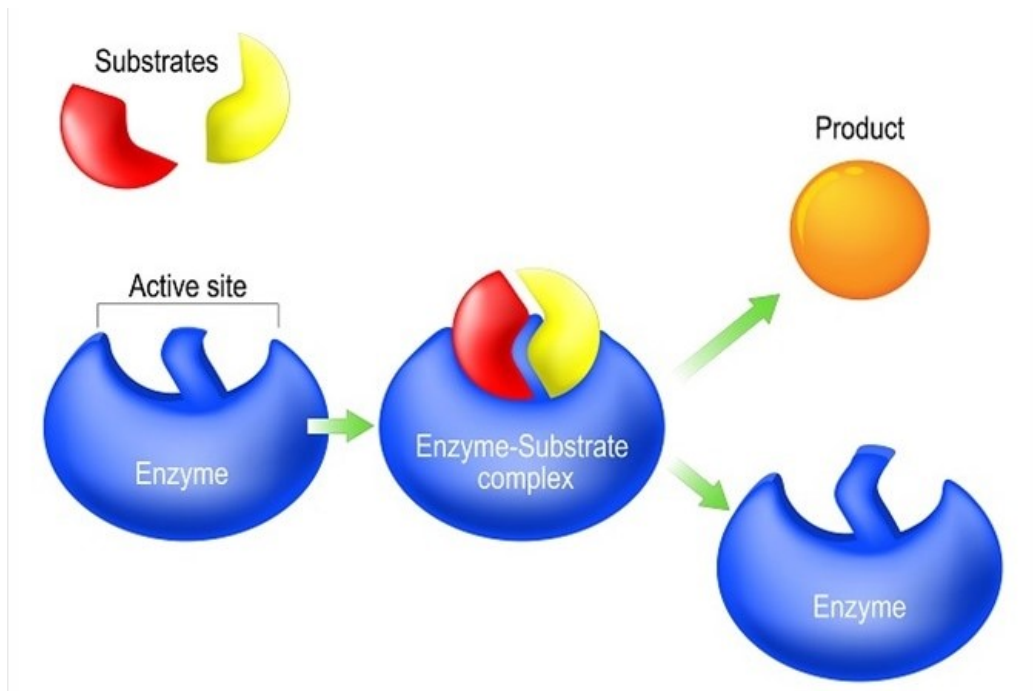 Substrates
Product
Active site
Enzyme
Enzyme-Substrate
complex
Enzyme